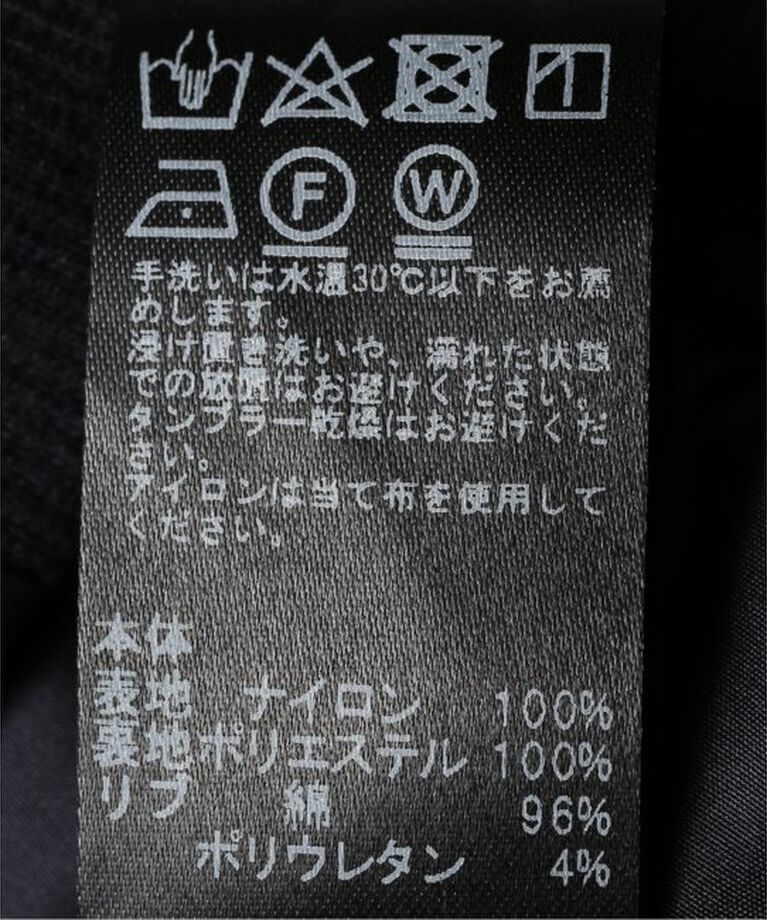 F W
手洗いは水温30℃以下をお薦
めします。
浸け置き洗いや、濡れた状態
での放置はお避けください。
タンブラー乾燥はお避けくだ
さい。
アイロンは当て布を使用して
ください。
本体
表地 ナイロン 100%
裏地 ポリエステル 100%
リブ 綿 96%
ポリウレタン 4%